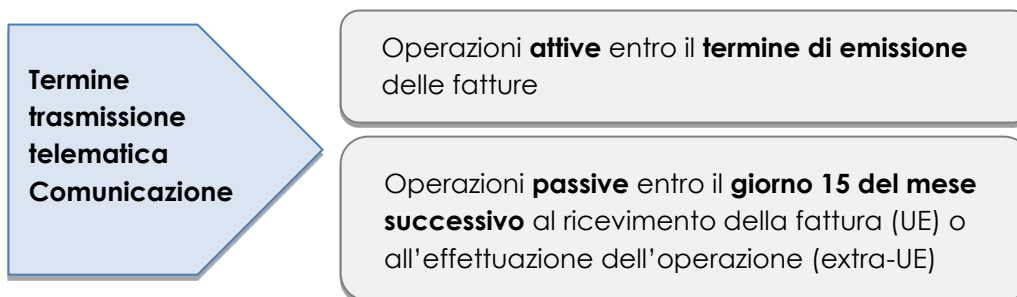 Termine
trasmissione
telematica
Comunicazione
Operazioni attive entro il termine di emissione
delle fatture
Operazioni passive entro il giorno 15 del mese
successivo al ricevimento della fattura (UE) o
all’effettuazione dell’operazione (extra-UE)